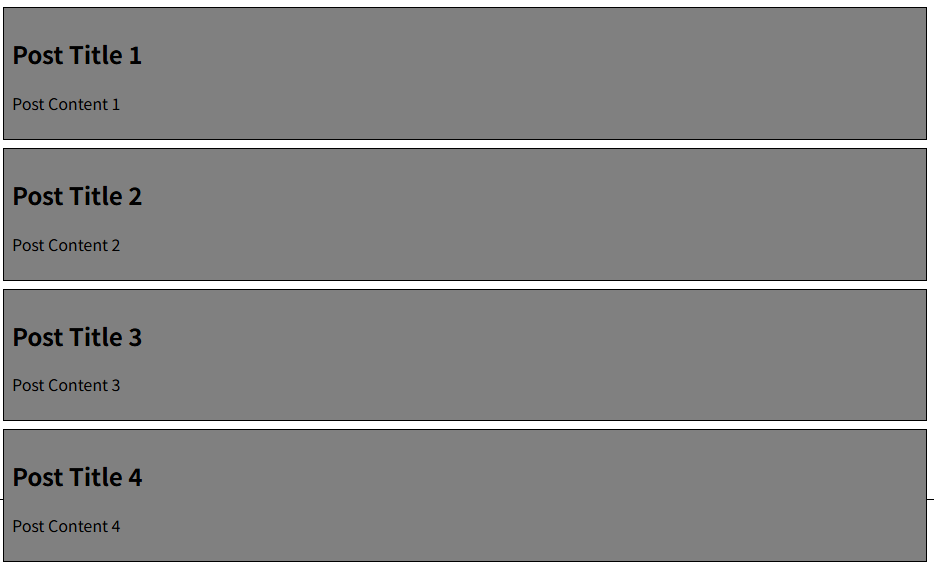 Post Title 1
Post Content 1
Post Title 2
Post Content 2
Post Title 3
Post Content 3
Post Title 4
Post Content 4